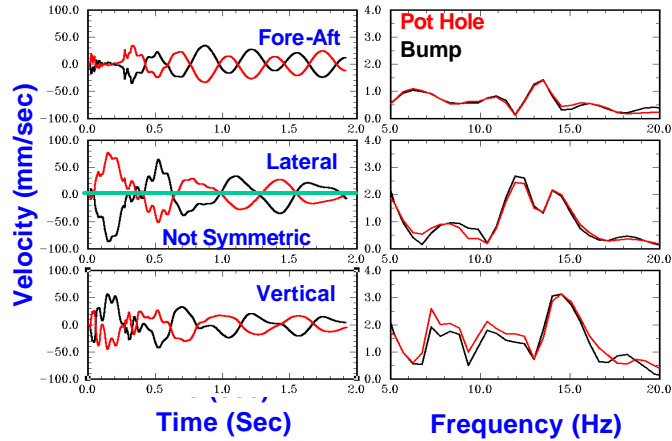 Velocity (mm/sec)
Fore-Aft
100.0
50.0
0.0
−50.0
−100.0
0.0 0.5 1.0 1.5 2.0
Pot Hole
Bump
4.0
3.0
2.0
1.0
0.0
5.0 10.0 15.0 20.0
Lateral
Not Symmetric
100.0
50.0
0.0
−50.0
−100.0
0.0 0.5 1.0 1.5 2.0
4.0
3.0
2.0
1.0
0.0
5.0 10.0 15.0 20.0
Vertical
100.0
50.0
0.0
−50.0
−100.0
0.0 0.5 1.0 1.5 2.0
4.0
3.0
2.0
1.0
0.0
5.0 10.0 15.0 20.0
Time (Sec)
Frequency (Hz)